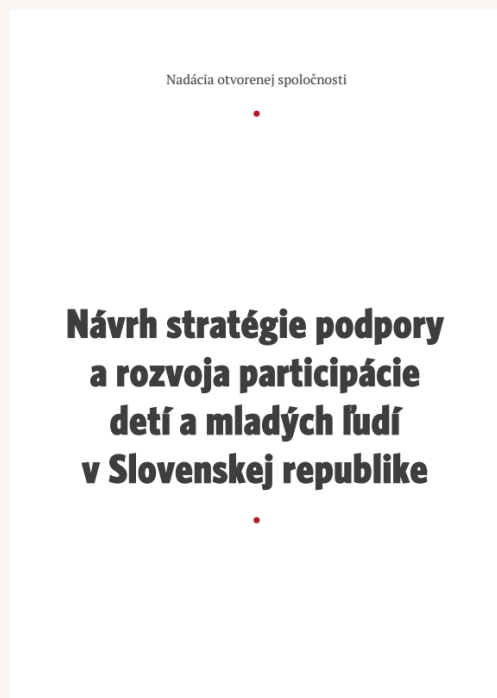 Nadácia otvorenej spoločnosti
Návrh stratégie podpory
a rozvoja participácie
detí a mladých ľudí
v Slovenskej republike